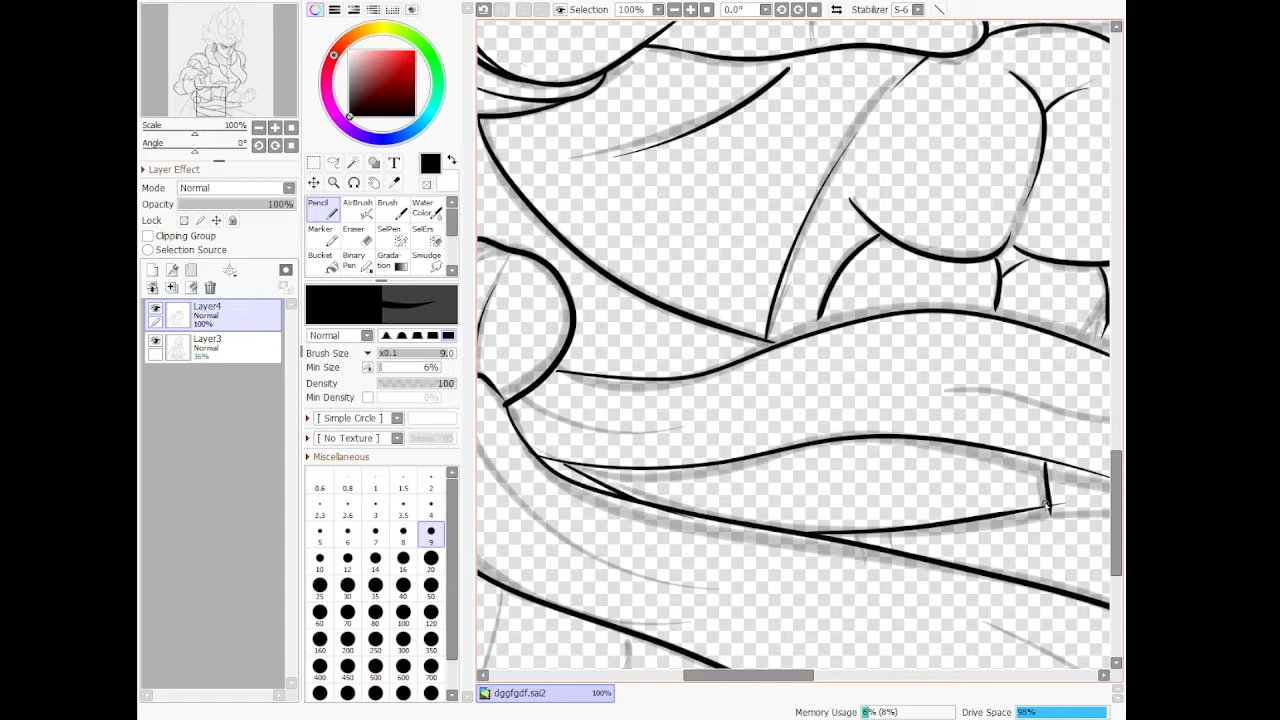 Selection 100% 0.0° Stabilizer S-6
Scale 100%
Angle 0°
Layer Effect
Mode Normal
Opacity 100%
Lock
Clipping Group
Selection Source
Layer4
Normal
100%
Layer3
Normal
36%
T
Pencil AirBrush Brush Water Color
Marker Eraser SelPen SelErs
Bucket Binary Pen Grada-tion Smudge
Normal
Brush Size x0.1 9.0
Min Size 6%
Density 100
Min Density 0%
[ Simple Circle ]
[ No Texture ]
Miscellaneous
0.6 0.8 1 1.5 2
2.3 2.6 3 3.5 4
5 6 7 8 9
10 12 14 16 20
25 30 35 40 50
60 70 80 100 120
160 200 250 300 350
400 450 500 600 700
dggfgdf.sai2 100%
Memory Usage 6% (8%) Drive Space 98%